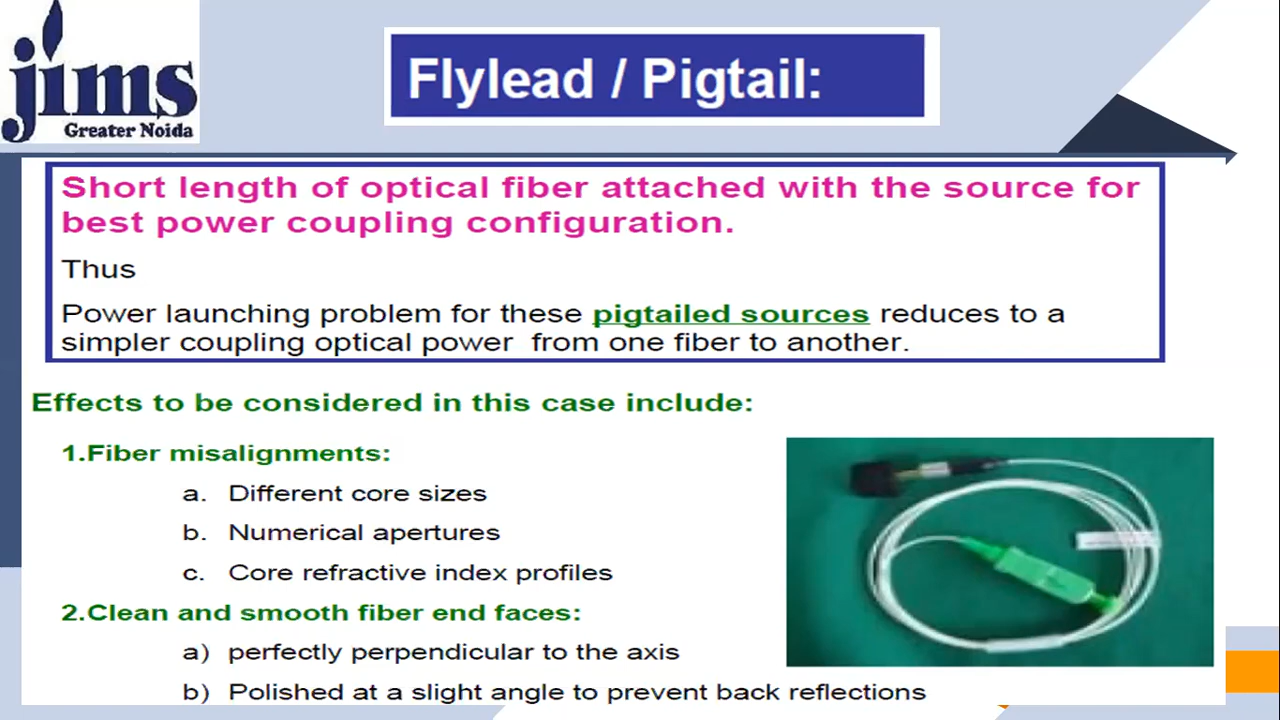 jims
Greater Noida
Flylead / Pigtail:
Short length of optical fiber attached with the source for
best power coupling configuration.
Thus
Power launching problem for these pigtailed sources reduces to a
simpler coupling optical power from one fiber to another.
Effects to be considered in this case include:
1.Fiber misalignments:
a. Different core sizes
b. Numerical apertures
c. Core refractive index profiles
2.Clean and smooth fiber end faces:
a) perfectly perpendicular to the axis
b) Polished at a slight angle to prevent back reflections